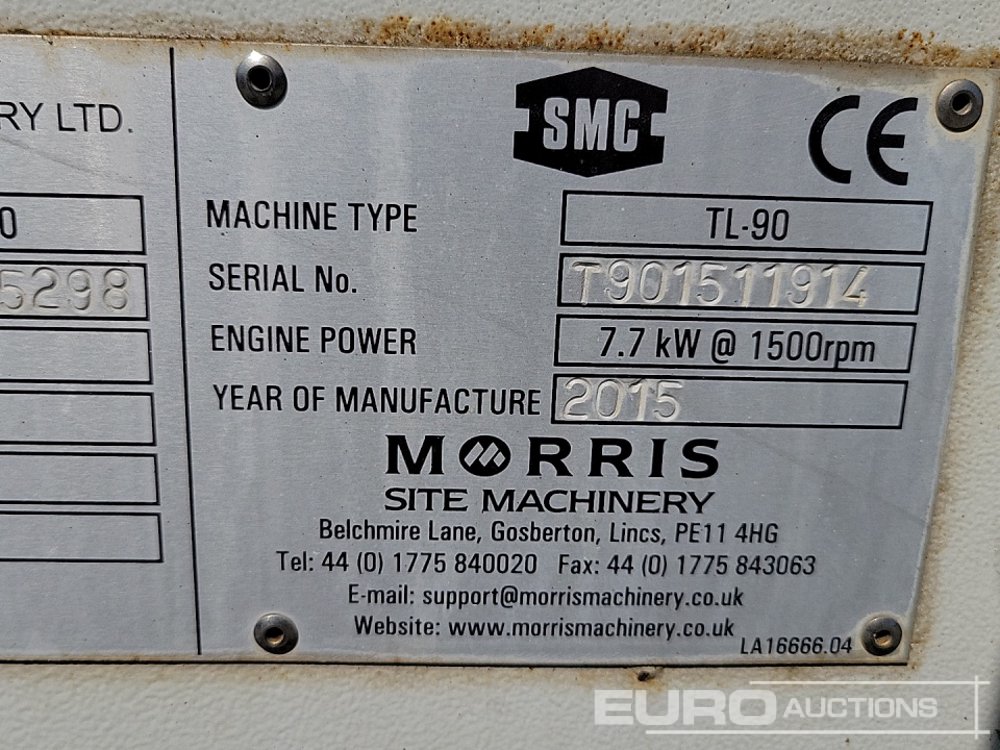 RY LTD.
0
5298
SMC CE
MACHINE TYPE TL-90
SERIAL No. T901511914
ENGINE POWER 7.7 kW @ 1500rpm
YEAR OF MANUFACTURE 2015
MORRIS
SITE MACHINERY
Belchmire Lane, Gosberton, Lincs, PE11 4HG
Tel: 44 (0) 1775 840020 Fax: 44 (0) 1775 843063
E-mail: support@morrismachinery.co.uk
Website: www.morrismachinery.co.uk
LA16666.04
EURO AUCTIONS